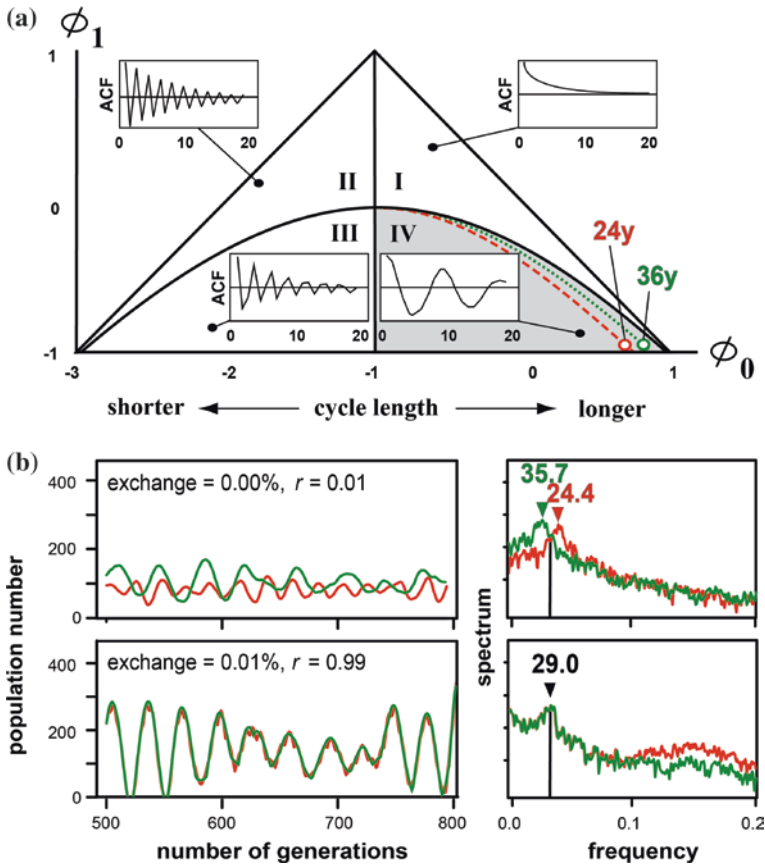 (a)
ϕ1
1
0
-1
ACF
0 10 20
ACF
0 10 20
II I
III IV
ACF
0 10 20
0 10 20
24y
36y
-3 -2 -1 0 1
ϕ0
shorter cycle length longer
(b)
population number
400
200
0
exchange = 0.00%, r = 0.01
400
200
0
exchange = 0.01%, r = 0.99
500 600 700 800
number of generations
spectrum
35.7
24.4
29.0
0.0 0.1 0.2
frequency